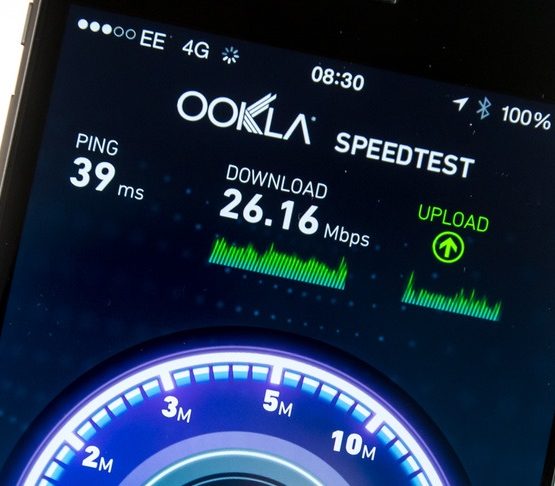 EE 4G 08:30 100%
OOKLA SPEEDTEST
PING
39 ms
DOWNLOAD
26.16 Mbps
UPLOAD
2M 3M 5M 10M